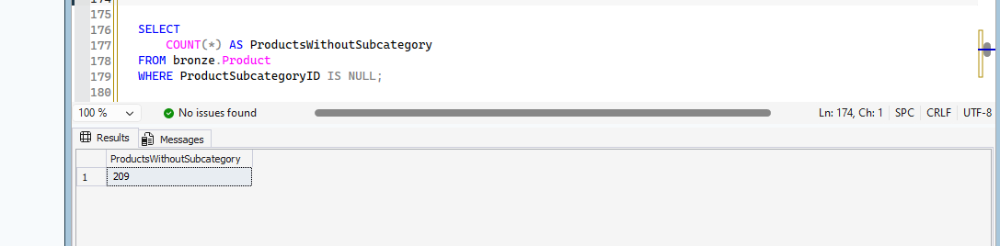 174
175
176 SELECT
177 COUNT(*) AS ProductsWithoutSubcategory
178 FROM bronze.Product
179 WHERE ProductSubcategoryID IS NULL;
180
100 % No issues found Ln: 174, Ch: 1 SPC CRLF UTF-8
Results Messages
ProductsWithoutSubcategory
1 209